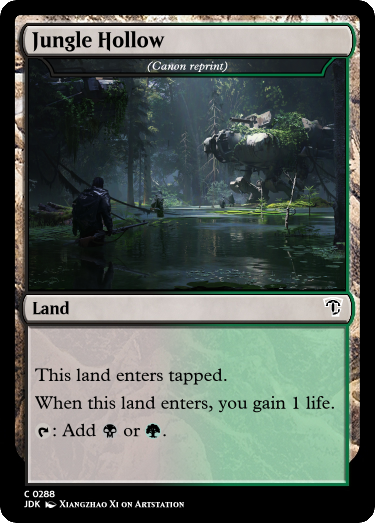 Jungle Hollow
(Canon reprint)
Land
This land enters tapped.
When this land enters, you gain 1 life.
: Add or .
C 0288
JDK Xiangzhao Xi on Artstation